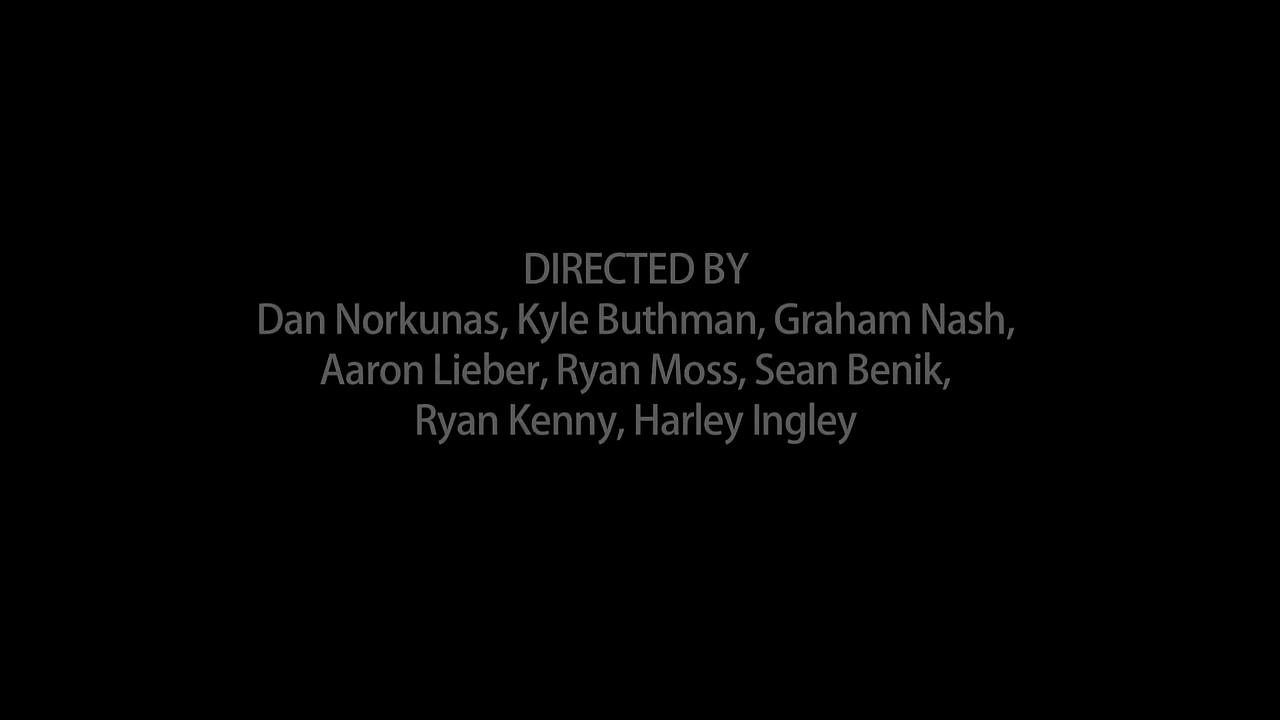 DIRECTED BY
Dan Norkunas, Kyle Buthman, Graham Nash,
Aaron Lieber, Ryan Moss, Sean Benik,
Ryan Kenny, Harley Ingley